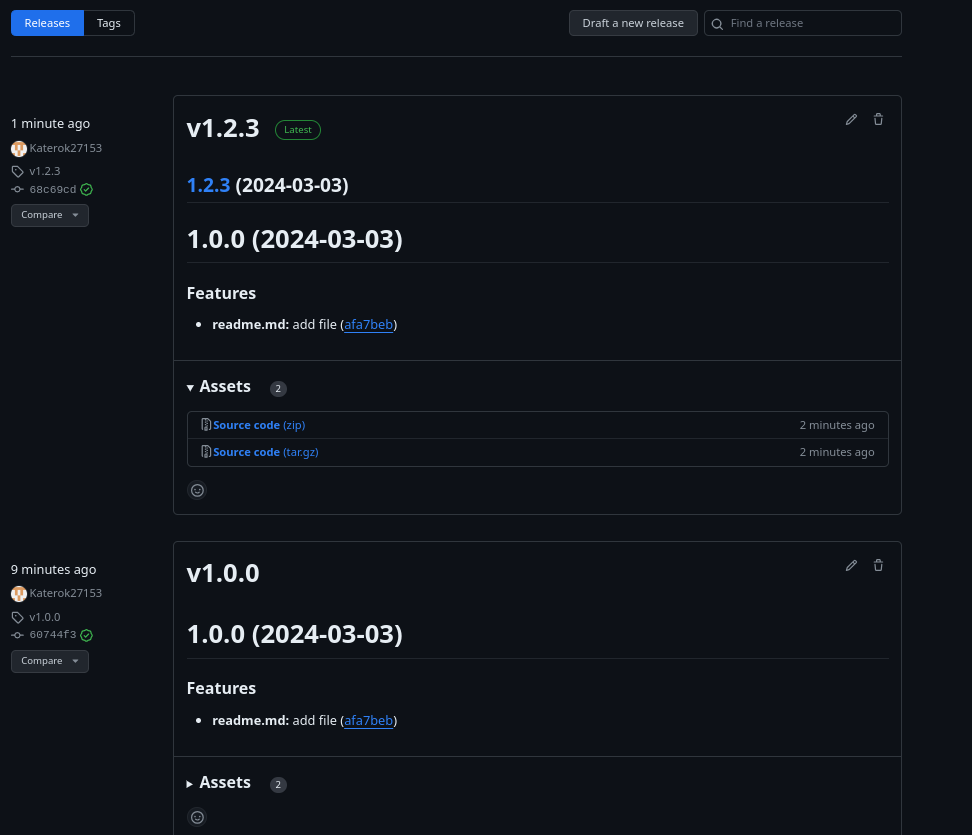 Releases Tags Draft a new release Find a release
1 minute ago
Katerok27153
v1.2.3
68c69cd
Compare
v1.2.3 Latest
1.2.3 (2024-03-03)
1.0.0 (2024-03-03)
Features
readme.md: add file (afa7beb)
Assets 2
Source code (zip) 2 minutes ago
Source code (tar.gz) 2 minutes ago
9 minutes ago
Katerok27153
v1.0.0
60744f3
Compare
v1.0.0
1.0.0 (2024-03-03)
Features
readme.md: add file (afa7beb)
Assets 2